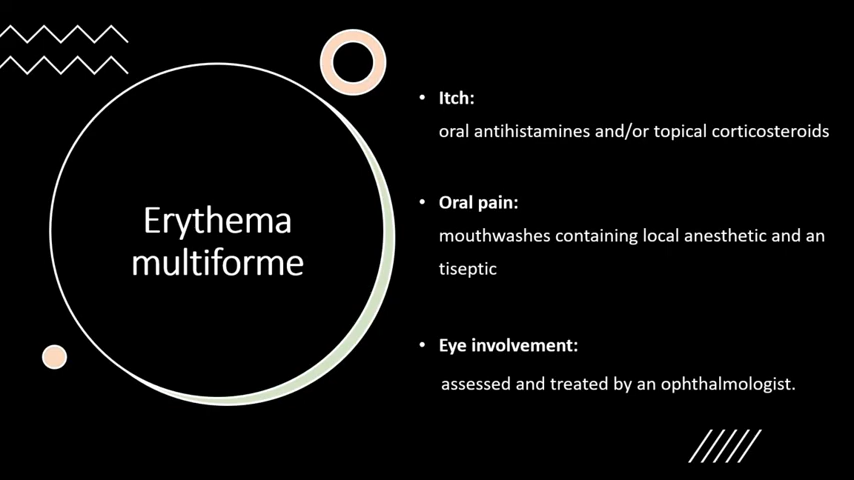 Erythema
multiforme
• Itch:
oral antihistamines and/or topical corticosteroids
• Oral pain:
mouthwashes containing local anesthetic and an
tiseptic
• Eye involvement:
assessed and treated by an ophthalmologist.